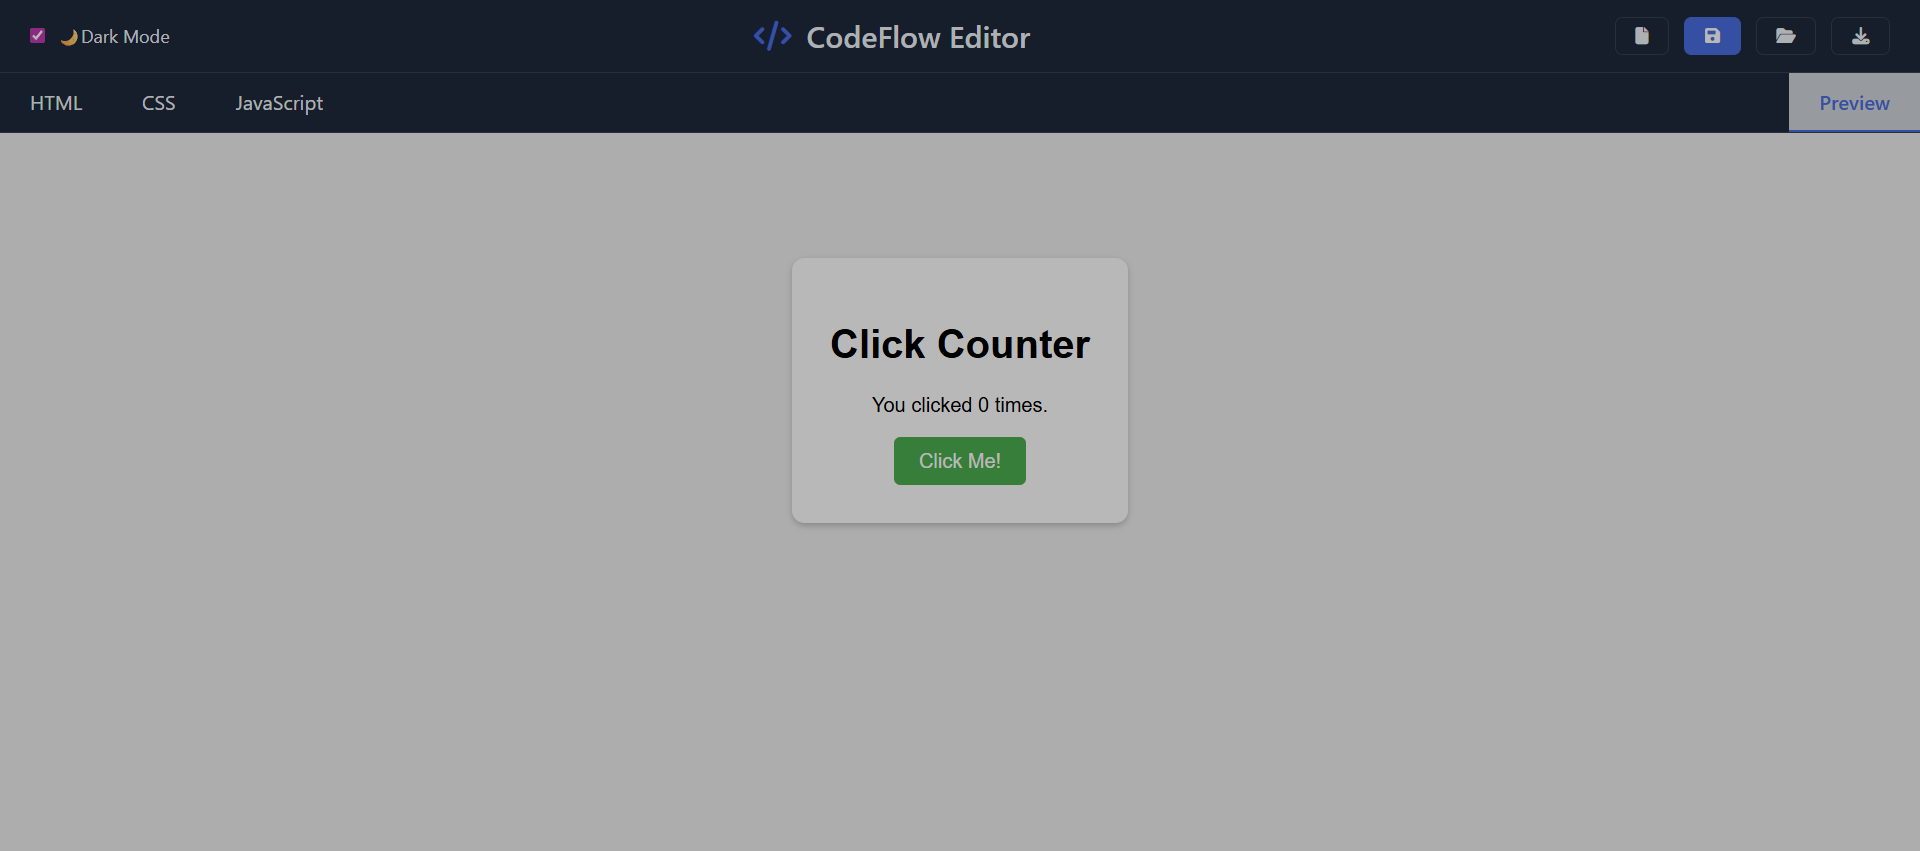 🌙Dark Mode
</> CodeFlow Editor
HTML
CSS
JavaScript
Preview
Click Counter
You clicked 0 times.
Click Me!